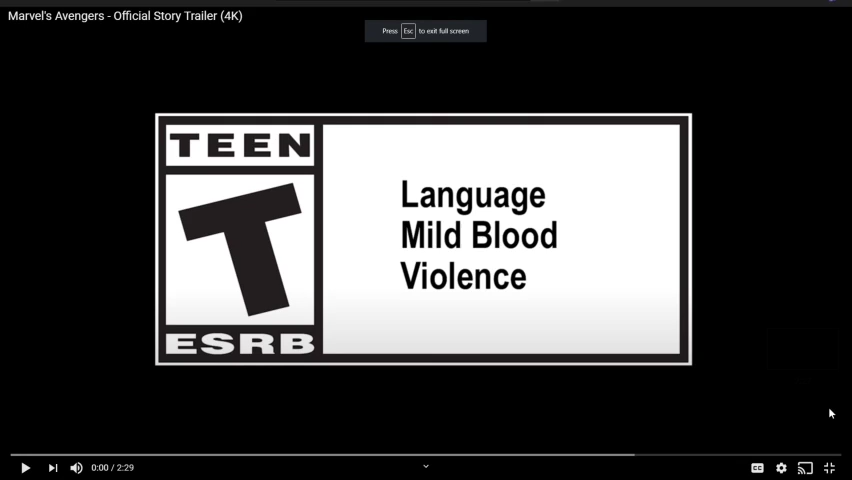 Marvel's Avengers - Official Story Trailer (4K)
Press Esc to exit full screen
TEEN
T
ESRB
Language
Mild Blood
Violence
0:00 / 2:29
CC